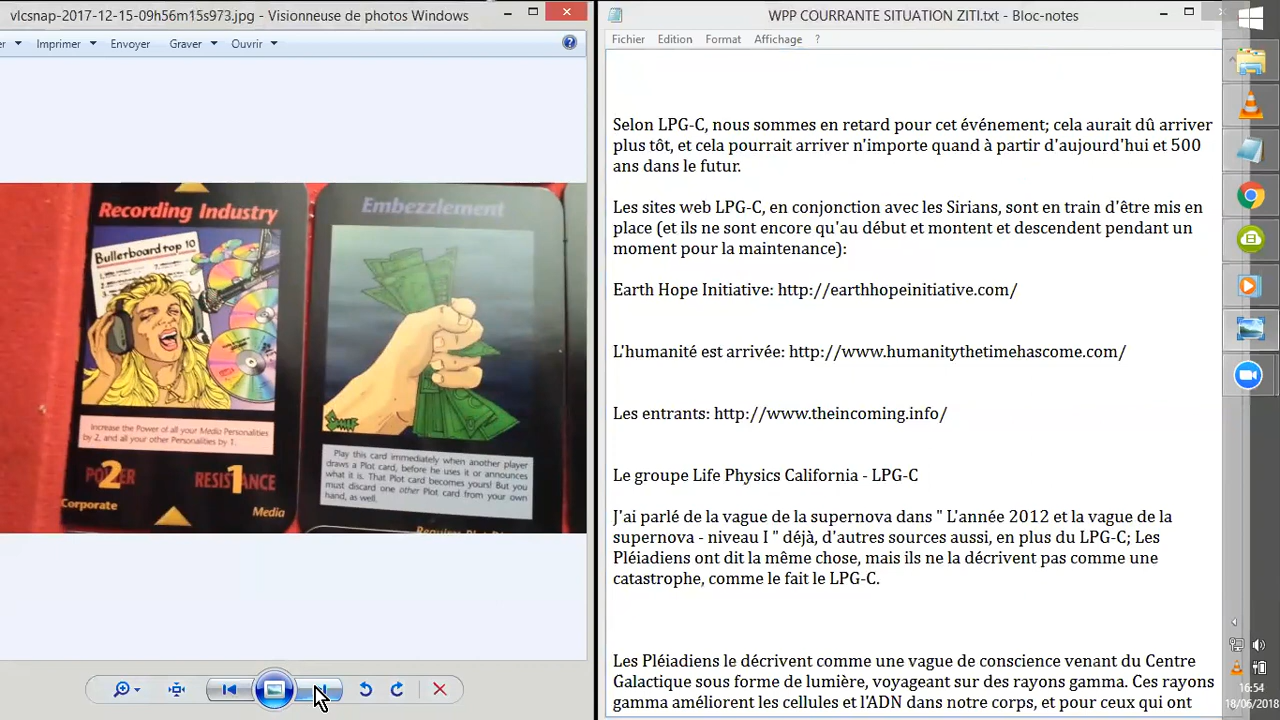 vlcsnap-2017-12-15-09h56m15s973.jpg - Visionneuse de photos Windows
Imprimer
Envoyer
Graver
Ouvrir
Recording Industry
Bullerboard top 10
Increase the Power of all your Media Personalities
by 2, and all your other Personalities by 1.
POWER
2
RESISTANCE
1
Corporate
Media
Embezzlement
Play this card immediately when another player
draws a Plot card, before he uses it or announces
what it is. That Plot card becomes yours! But you
must discard one other Plot card from your own
hand, as well.
WPP COURRANTE SITUATION ZITI.txt - Bloc-notes
Fichier
Edition
Format
Affichage
?
Selon LPG-C, nous sommes en retard pour cet événement; cela aurait dû arriver
plus tôt, et cela pourrait arriver n'importe quand à partir d'aujourd'hui et 500
ans dans le futur.
Les sites web LPG-C, en conjonction avec les Sirians, sont en train d'être mis en
place (et ils ne sont encore qu'au début et montent et descendent pendant un
moment pour la maintenance):
Earth Hope Initiative: http://earthhopeinitiative.com/
L'humanité est arrivée: http://www.humanitythetimehascome.com/
Les entrants: http://www.theincoming.info/
Le groupe Life Physics California - LPG-C
J'ai parlé de la vague de la supernova dans " L'année 2012 et la vague de la
supernova - niveau I " déjà, d'autres sources aussi, en plus du LPG-C; Les
Pléiadiens ont dit la même chose, mais ils ne la décrivent pas comme une
catastrophe, comme le fait le LPG-C.
Les Pléiadiens le décrivent comme une vague de conscience venant du Centre
Galactique sous forme de lumière, voyageant sur des rayons gamma. Ces rayons
gamma améliorent les cellules et l'ADN dans notre corps, et pour ceux qui ont
16:54
18/06/2018